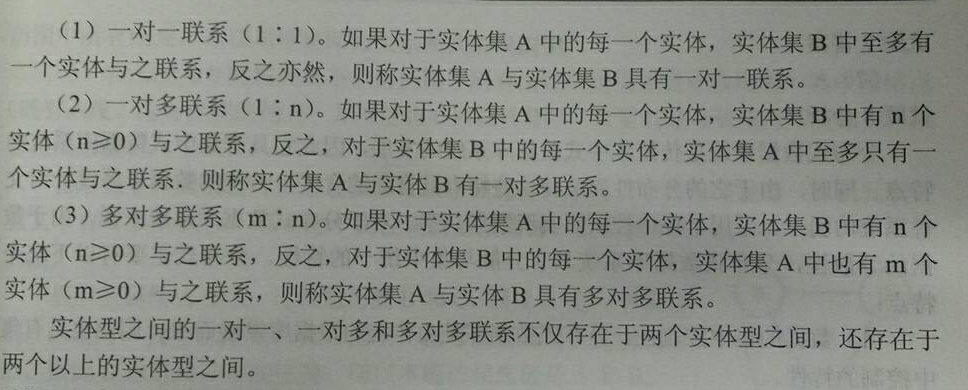 （1）一对一联系（1∶1）。如果对于实体集 A 中的每一个实体，实体集 B 中至多有
一个实体与之联系，反之亦然，则称实体集 A 与实体集 B 具有一对一联系。
（2）一对多联系（1∶n）。如果对于实体集 A 中的每一个实体，实体集 B 中有 n 个
实体（n≥0）与之联系，反之，对于实体集 B 中的每一个实体，实体集 A 中至多只有一
个实体与之联系．则称实体集 A 与实体 B 有一对多联系。
（3）多对多联系（m∶n）。如果对于实体集 A 中的每一个实体，实体集 B 中有 n 个
实体（n≥0）与之联系，反之，对于实体集 B 中的每一个实体，实体集 A 中也有 m 个
实体（m≥0）与之联系，则称实体集 A 与实体 B 具有多对多联系。
实体型之间的一对一、一对多和多对多联系不仅存在于两个实体型之间，还存在于
两个以上的实体型之间。